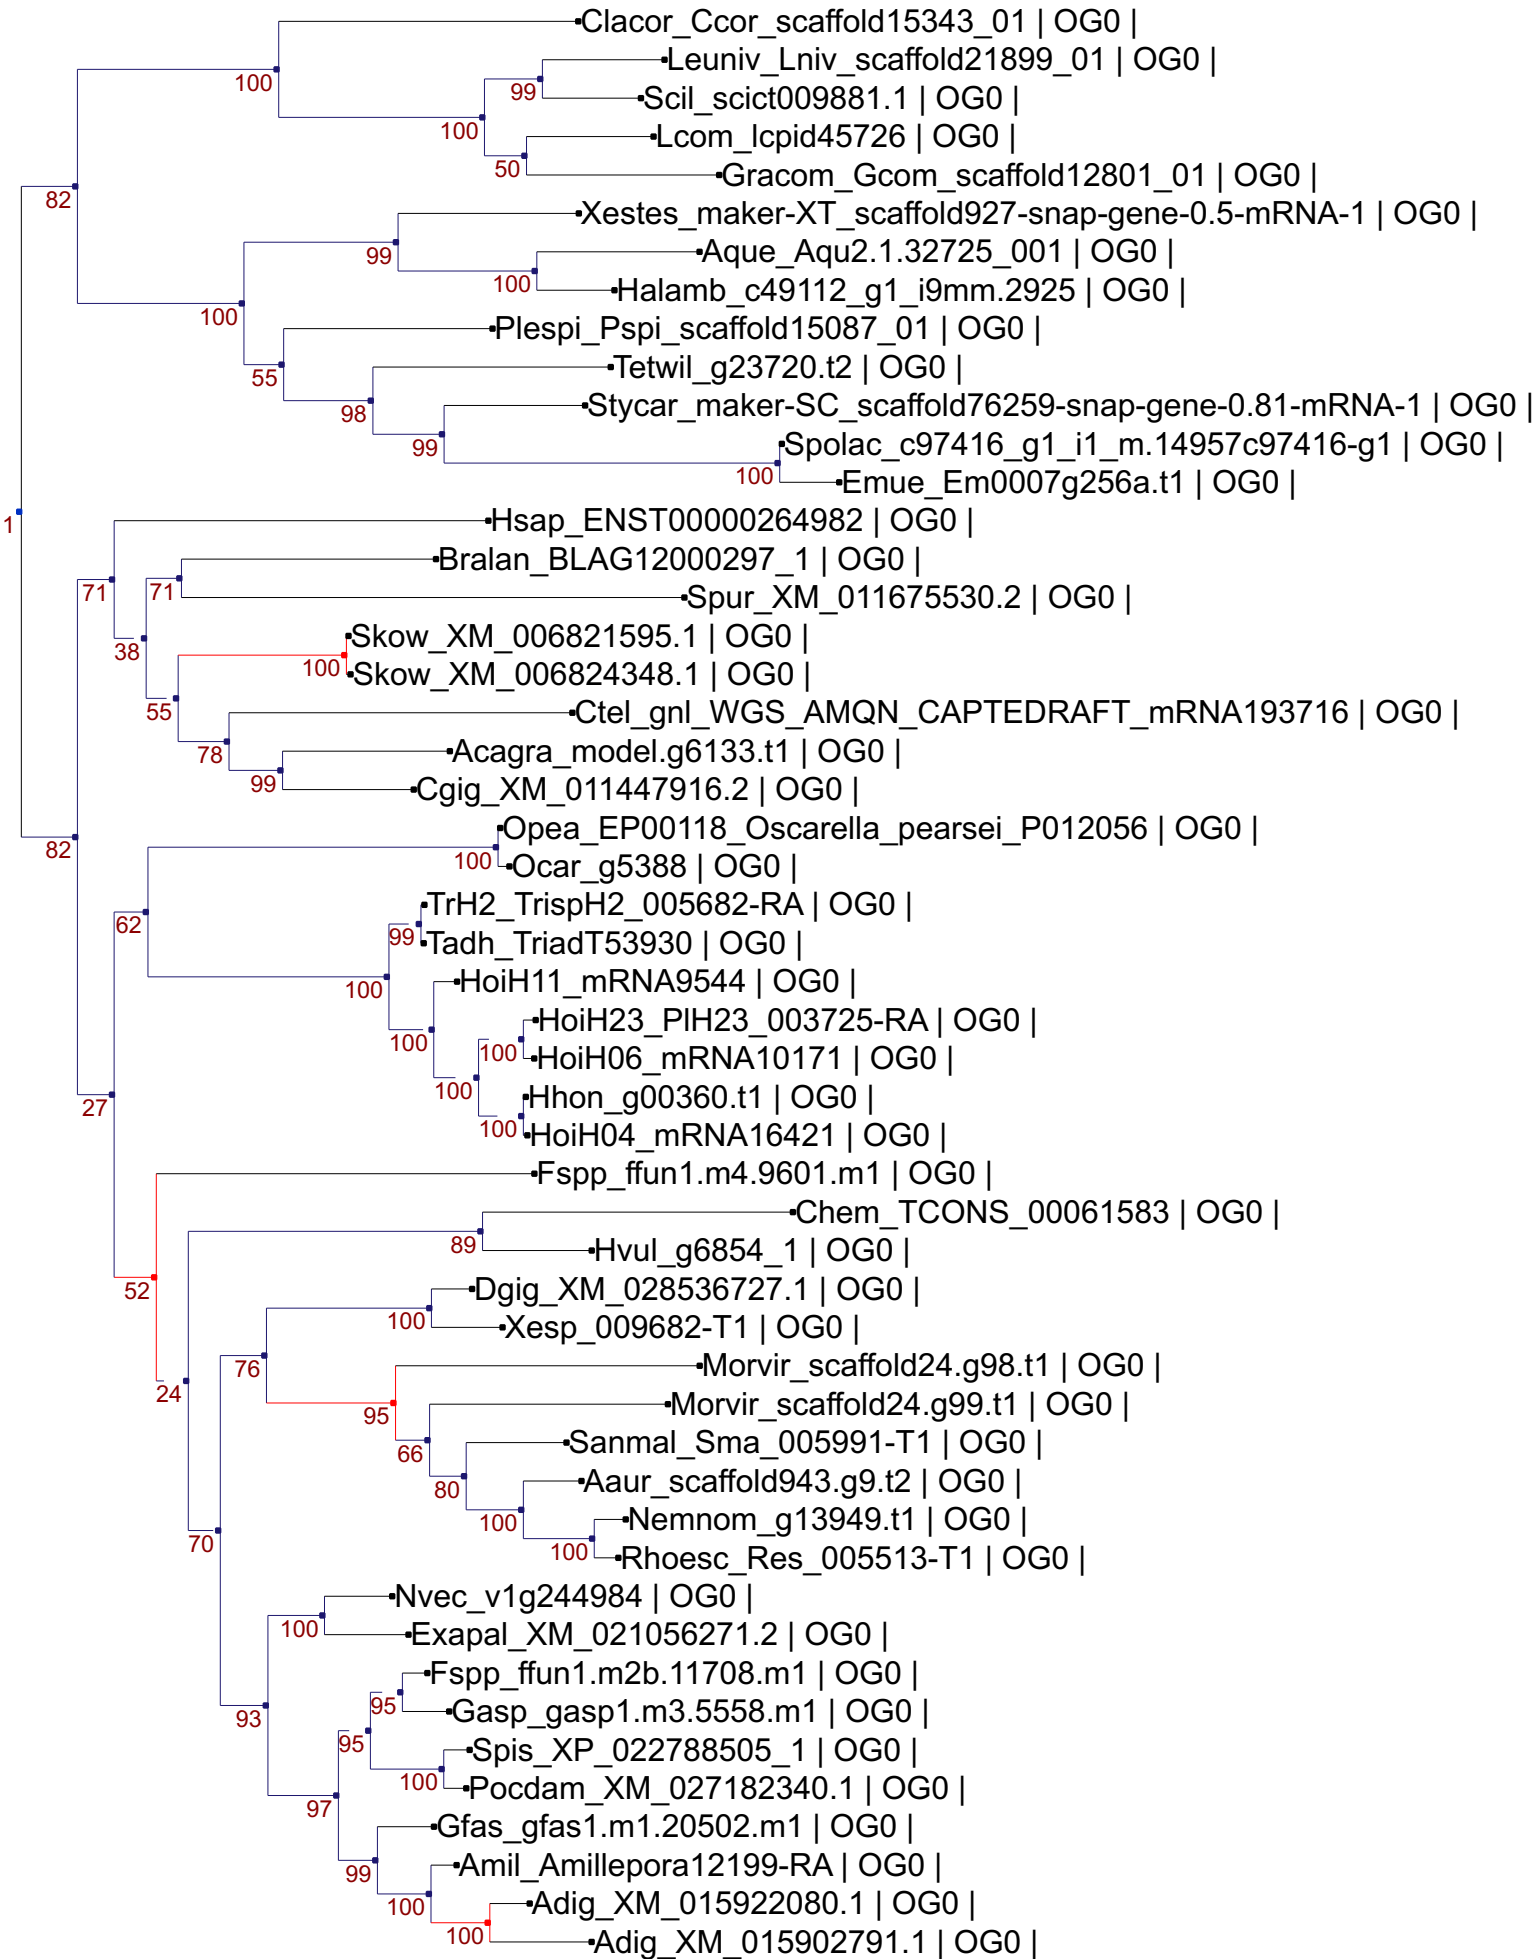 Clacor_Ccor_scaffold15343_01 | OG0 |
Leuniv_Lniv_scaffold21899_01 | OG0 |
100
99
Scil_scict009881.1 | OG0 |
100
Lcom_lcpid45726 | OG0 |
50
Gracom_Gcom_scaffold12801_01 | OG0 |
82
Xestes_maker-XT_scaffold927-snap-gene-0.5-mRNA-1 | OG0 |
99
Aque_Aqu2.1.32725_001 | OG0 |
100
Halamb_c49112_g1_i9mm.2925 | OG0 |
100
Plespi_Pspi_scaffold15087_01 | OG0 |
55
Tetwil_g23720.t2 | OG0 |
98
Stycar_maker-SC_scaffold76259-snap-gene-0.81-mRNA-1 | OG0 |
99
Spolac_c97416_g1_i1_m.14957c97416-g1 | OG0 |
100
Emue_Em0007g256a.t1 | OG0 |
1
Hsap_ENST00000264982 | OG0 |
Bralan_BLAG12000297_1 | OG0 |
71
71
Spur_XM_011675530.2 | OG0 |
Skow_XM_006821595.1 | OG0 |
38
100
Skow_XM_006824348.1 | OG0 |
55
Ctel_gnl_WGS_AMQN_CAPTEDRAFT_mRNA193716 | OG0 |
78
Acagra_model.g6133.t1 | OG0 |
99
Cgig_XM_011447916.2 | OG0 |
Opea_EP00118_Oscarella_pearsei_P012056 | OG0 |
82
100
Ocar_g5388 | OG0 |
TrH2_TrispH2_005682-RA | OG0 |
62
99
Tadh_TriadT53930 | OG0 |
100
HoiH11_mRNA9544 | OG0 |
HoiH23_PlH23_003725-RA | OG0 |
100
100
HoiH06_mRNA10171 | OG0 |
100
Hhon_g00360.t1 | OG0 |
27
100
HoiH04_mRNA16421 | OG0 |
Fspp_ffun1.m4.9601.m1 | OG0 |
Chem_TCONS_00061583 | OG0 |
89
Hvul_g6854_1 | OG0 |
52
Dgig_XM_028536727.1 | OG0 |
100
Xesp_009682-T1 | OG0 |
76
Morvir_scaffold24.g98.t1 | OG0 |
24
95
Morvir_scaffold24.g99.t1 | OG0 |
66
Sanmal_Sma_005991-T1 | OG0 |
80
Aaur_scaffold943.g9.t2 | OG0 |
100
Nemnom_g13949.t1 | OG0 |
70
100
Rhoesc_Res_005513-T1 | OG0 |
Nvec_v1g244984 | OG0 |
100
Exapal_XM_021056271.2 | OG0 |
Fspp_ffun1.m2b.11708.m1 | OG0 |
95
Gasp_gasp1.m3.5558.m1 | OG0 |
93
95
Spis_XP_022788505_1 | OG0 |
100
Pocdam_XM_027182340.1 | OG0 |
97
Gfas_gfas1.m1.20502.m1 | OG0 |
99
Amil_Amillepora12199-RA | OG0 |
100
Adig_XM_015922080.1 | OG0 |
100
Adig_XM_015902791.1 | OG0 |